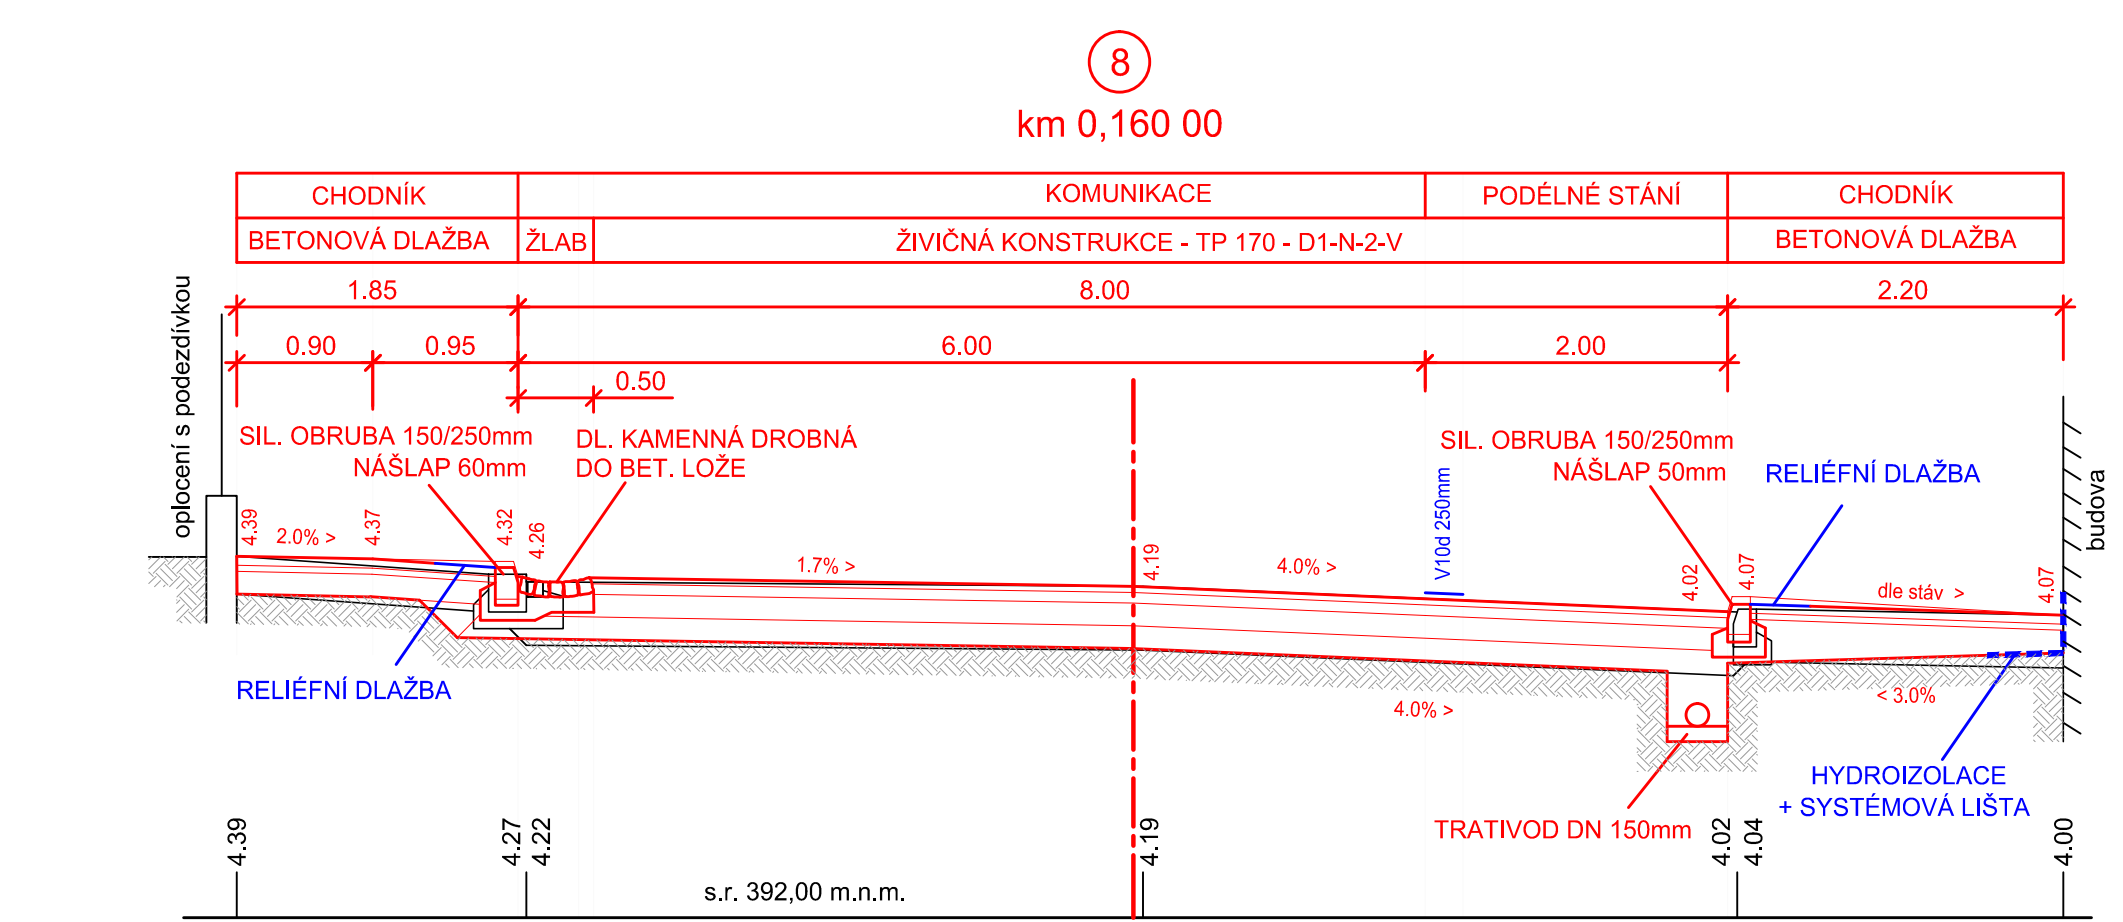 8
km 0,160 00
CHODNÍK
KOMUNIKACE
PODÉLNÉ STÁNÍ
CHODNÍK
BETONOVÁ DLAŽBA
ŽLAB
ŽIVIČNÁ KONSTRUKCE - TP 170 - D1-N-2-V
BETONOVÁ DLAŽBA
1.85
8.00
2.20
0.90
0.95
6.00
2.00
0.50
oplocení s podezdívkou
SIL. OBRUBA 150/250mm
NÁŠLAP 60mm
DL. KAMENNÁ DROBNÁ
DO BET. LOŽE
V10d 250mm
SIL. OBRUBA 150/250mm
NÁŠLAP 50mm
RELIÉFNÍ DLAŽBA
budova
4.39
2.0% >
4.37
4.32
4.26
1.7% >
4.19
4.0% >
4.02
4.07
dle stáv >
4.07
RELIÉFNÍ DLAŽBA
4.0% >
< 3.0%
HYDROIZOLACE
+ SYSTÉMOVÁ LIŠTA
TRATIVOD DN 150mm
4.39
4.27
4.22
4.19
4.02
4.04
4.00
s.r. 392,00 m.n.m.